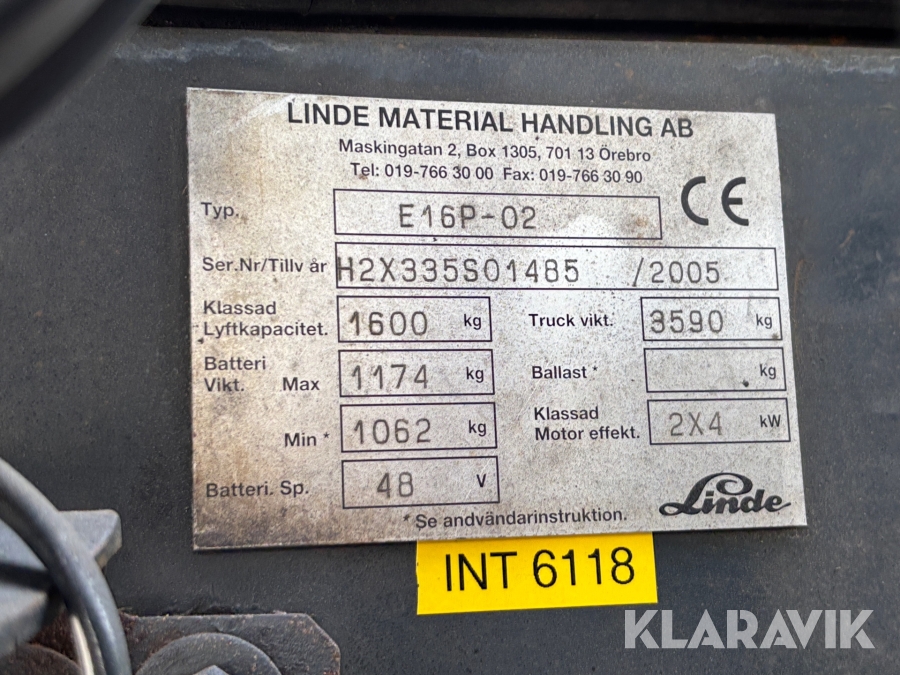 LINDE MATERIAL HANDLING AB
Maskingatan 2, Box 1305, 701 13 Örebro
Tel: 019-766 30 00 Fax: 019-766 30 90
CE
Typ. E16P-02
Ser.Nr/Tillv år H2X335S01485 /2005
Klassad Lyftkapacitet. 1600 kg Truck vikt. 3590 kg
Batteri Vikt. Max 1174 kg Ballast * kg
Min * 1062 kg Klassad Motor effekt. 2X4 kW
Batteri. Sp. 48 V
Linde
* Se andvändarinstruktion.
INT 6118
KLARAVIK